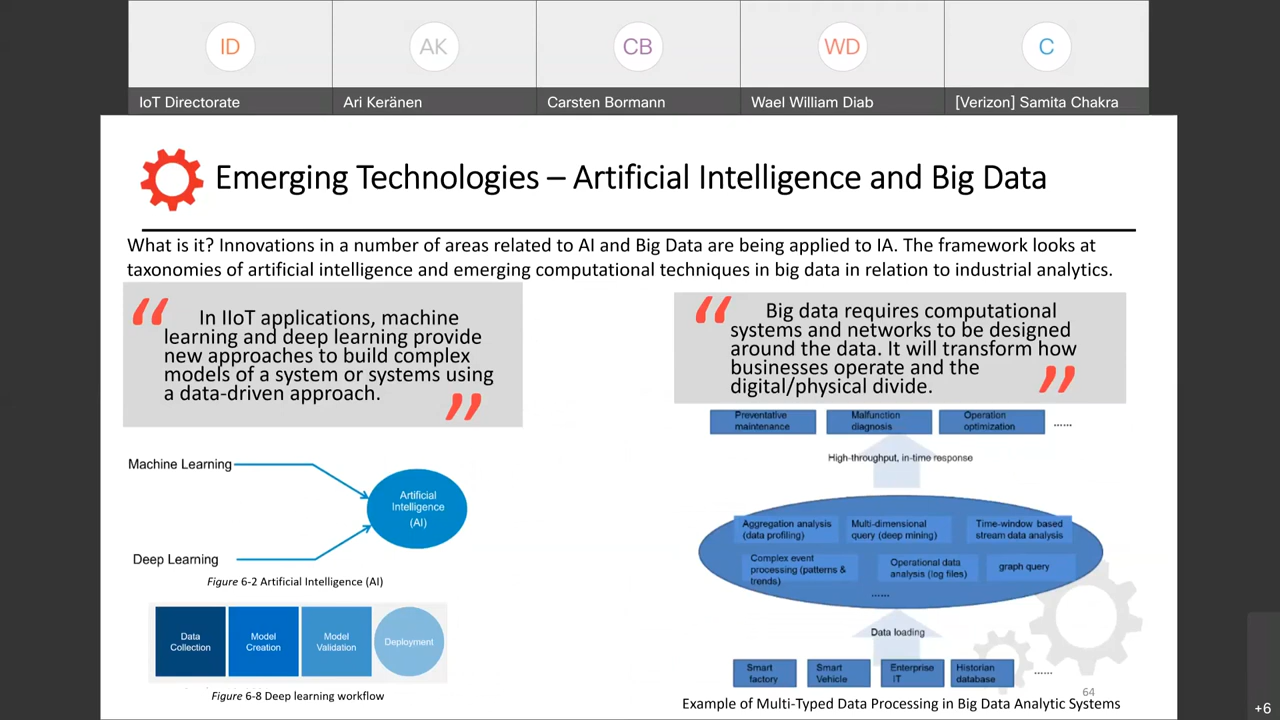 ID
AK
CB
WD
C
IoT Directorate
Ari Keränen
Carsten Bormann
Wael William Diab
[Verizon] Samita Chakra
Emerging Technologies – Artificial Intelligence and Big Data
What is it? Innovations in a number of areas related to AI and Big Data are being applied to IA. The framework looks at
taxonomies of artificial intelligence and emerging computational techniques in big data in relation to industrial analytics.
“ In IIoT applications, machine
learning and deep learning provide
new approaches to build complex
models of a system or systems using
a data-driven approach. ”
Machine Learning
Artificial
Intelligence
(AI)
Deep Learning
Figure 6-2 Artificial Intelligence (AI)
Data
Collection
Model
Creation
Model
Validation
Deployment
Figure 6-8 Deep learning workflow
“ Big data requires computational
systems and networks to be designed
around the data. It will transform how
businesses operate and the
digital/physical divide. ”
Preventative
maintenance
Malfunction
diagnosis
Operation
optimization
......
High-throughput, in-time response
Aggregation analysis
(data profiling)
Multi-dimensional
query (deep mining)
Time-window based
stream data analysis
Complex event
processing (patterns &
trends)
Operational data
analysis (log files)
graph query
......
Data loading
Smart
factory
Smart
Vehicle
Enterprise
IT
Historian
database
......
64
Example of Multi-Typed Data Processing in Big Data Analytic Systems
+6